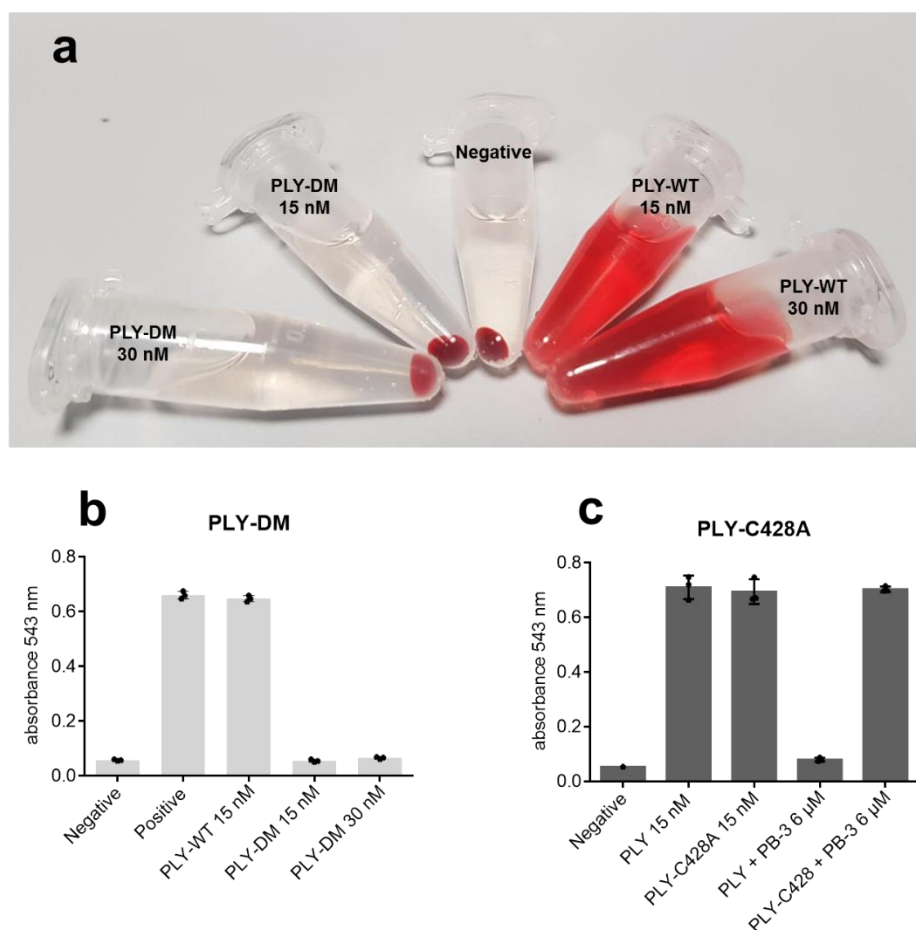 a
Negative
PLY-DM
15 nM
PLY-WT
15 nM
PLY-DM
30 nM
PLY-WT
30 nM
b
PLY-DM
absorbance 543 nm
0.8
0.6
0.4
0.2
0.0
Negative
Positive
PLY-WT 15 nM
PLY-DM 15 nM
PLY-DM 30 nM
c
PLY-C428A
absorbance 543 nm
0.8
0.6
0.4
0.2
0.0
Negative
PLY 15 nM
PLY-C428A 15 nM
PLY + PB-3 6 µM
PLY-C428 + PB-3 6 µM